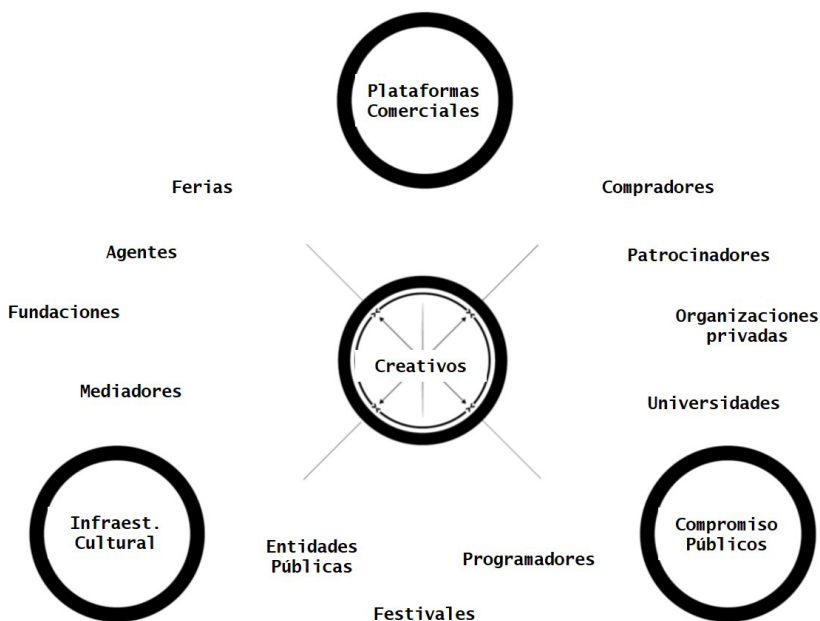 Plataformas
Comerciales
Ferias
Compradores
Agentes
Patrocinadores
Fundaciones
Organizaciones
privadas
Creativos
Mediadores
Universidades
Infraest.
Cultural
Compromiso
Públicos
Entidades
Públicas
Programadores
Festivales